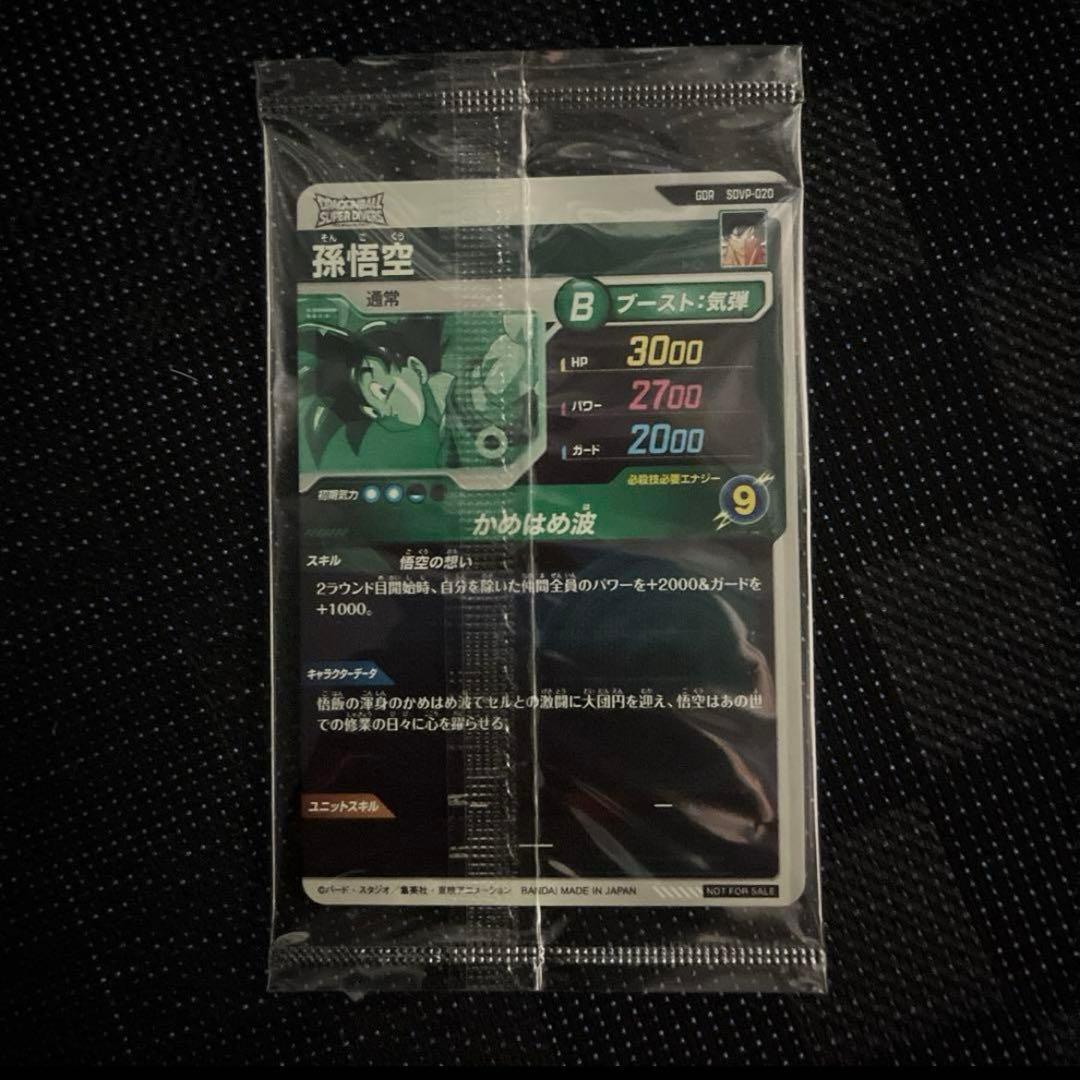 GDR SDVP-020
DRAGONBALL
SUPER DIVERS
そん ご くう
孫悟空
通常
B ブースト:気弾
HP 3000
パワー 2700
ガード 2000
必殺技必要エナジー
9
初期気力
は
かめはめ波
スキル
ご くう おも
悟空の想い
2ラウンド目開始時、自分を除いた仲間全員のパワーを+2000&ガードを
+1000。
キャラクターデータ
悟飯の渾身のかめはめ波でセルとの激闘に大団円を迎え、悟空はあの世
での修業の日々に心を躍らせる。
ユニットスキル
©バード・スタジオ／集英社・東映アニメーション BANDAI MADE IN JAPAN
NOT FOR SALE